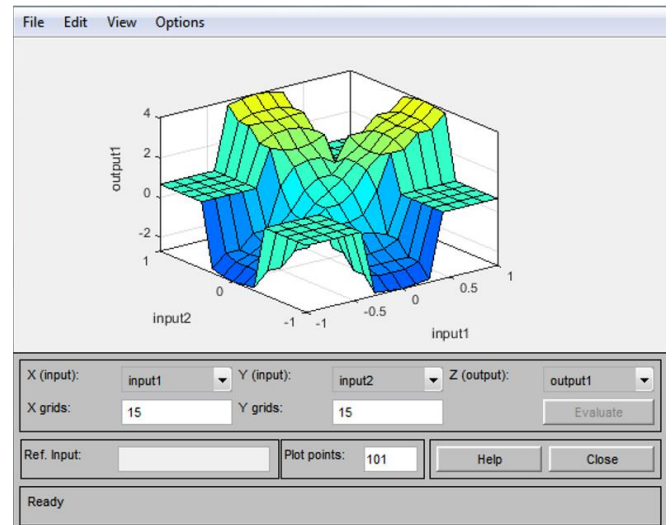 File Edit View Options
4
2
0
-2
output1
1
0
-1
input2
-1
-0.5
0
0.5
1
input1
X (input): input1 Y (input): input2 Z (output): output1
X grids: 15 Y grids: 15 Evaluate
Ref. Input: Plot points: 101 Help Close
Ready